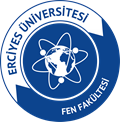 ERCİYES ÜNİVERSİTESİ
FEN FAKÜLTESİ